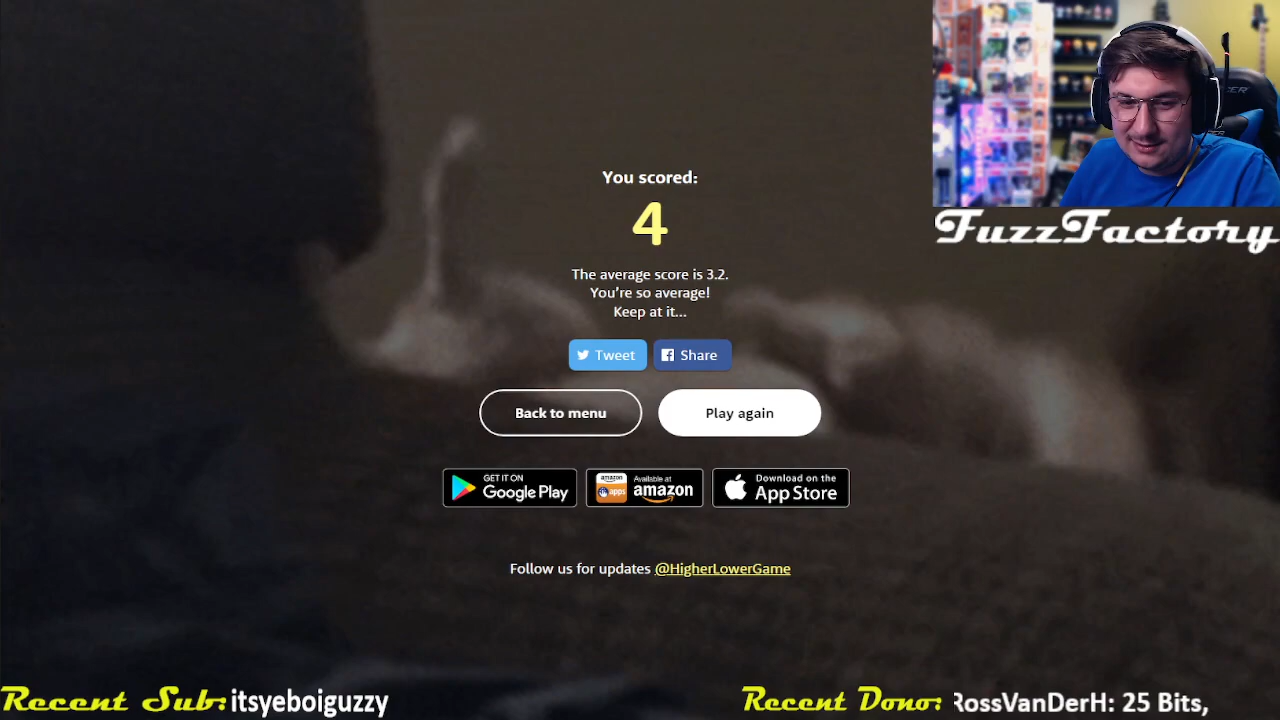 You scored:
4
The average score is 3.2.
You're so average!
Keep at it...
Tweet
Share
Back to menu
Play again
GET IT ON
Google Play
amazon
apps
Available at
amazon
Download on the
App Store
Follow us for updates @HigherLowerGame
FuzzFactory
Recent Sub: itsyeboiguzzy
Recent Dono: RossVanDerH: 25 Bits,